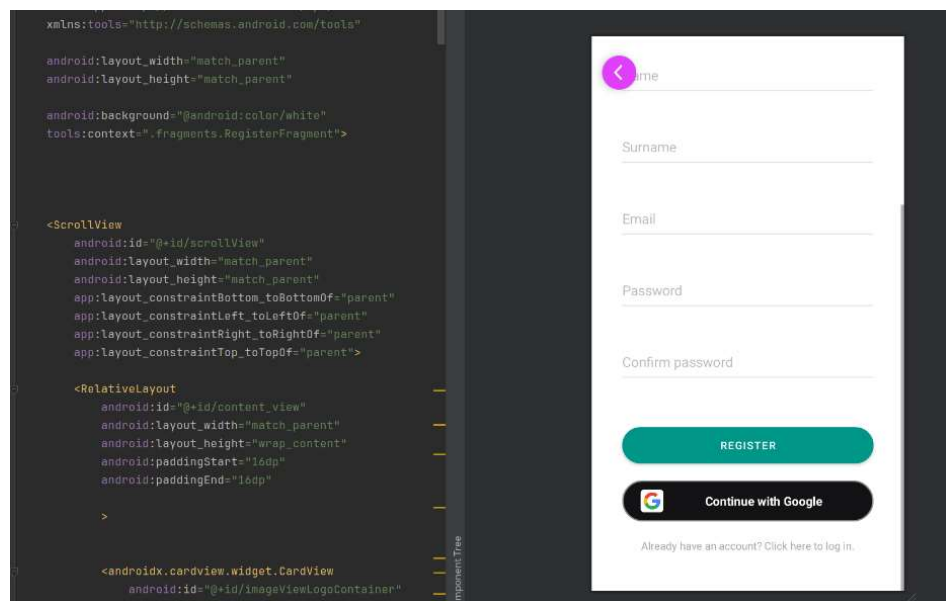 xmlns:tools="http://schemas.android.com/tools"
android:layout_width="match_parent"
android:layout_height="match_parent"
android:background="@android:color/white"
tools:context=".fragments.RegisterFragment">
<ScrollView
android:id="@+id/scrollView"
android:layout_width="match_parent"
android:layout_height="match_parent"
app:layout_constraintBottom_toBottomOf="parent"
app:layout_constraintLeft_toLeftOf="parent"
app:layout_constraintRight_toRightOf="parent"
app:layout_constraintTop_toTopOf="parent">
<RelativeLayout
android:id="@+id/content_view"
android:layout_width="match_parent"
android:layout_height="wrap_content"
android:paddingStart="16dp"
android:paddingEnd="16dp"
>
<androidx.cardview.widget.CardView
android:id="@+id/imageViewLogoContainer"
Surname
Email
Password
Confirm password
REGISTER
G
Continue with Google
Already have an account? Click here to log in.